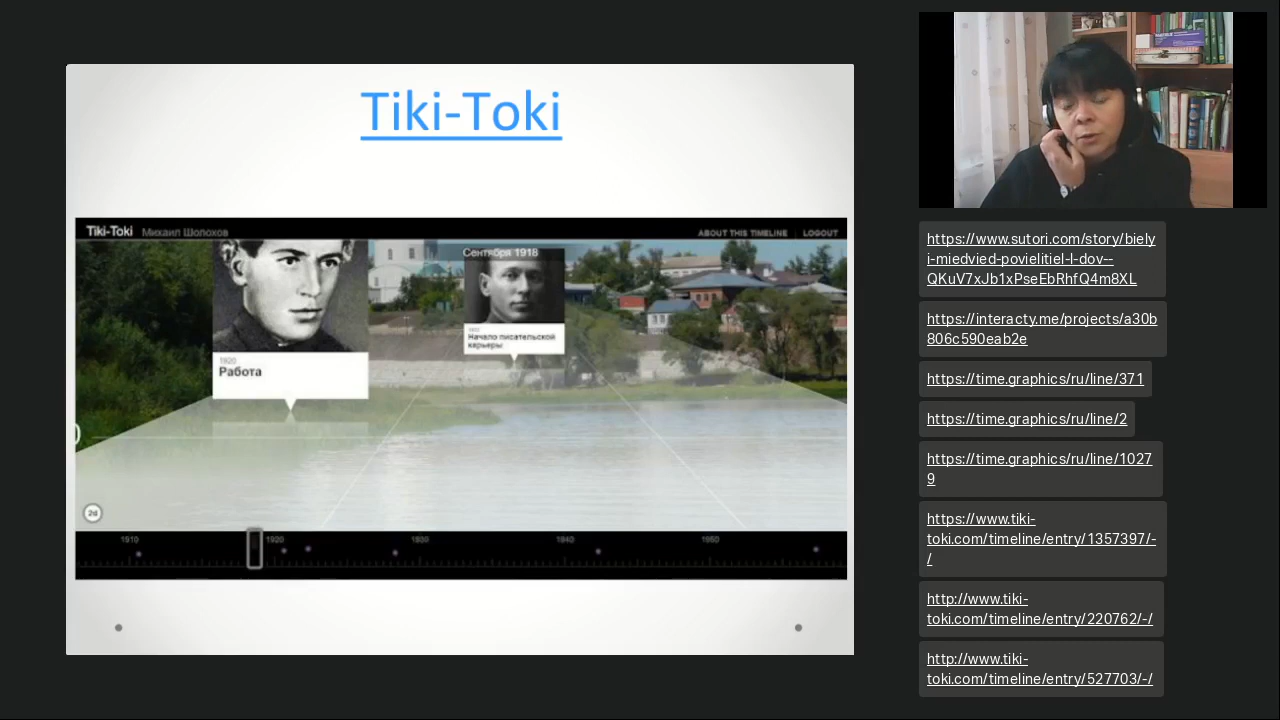 Tiki-Toki
Tiki-Toki Михаил Шолохов
ABOUT THIS TIMELINE | LOGOUT
Сентябрь 1918
1920
Работа
Начало писательской
карьеры
2d
1910 1920 1930 1940 1950
https://www.sutori.com/story/biely
i-miedvied-povielitiel-l-dov--
QKuV7xJb1xPseEbRhfQ4m8XL
https://interacty.me/projects/a30b
806c590eab2e
https://time.graphics/ru/line/371
https://time.graphics/ru/line/2
https://time.graphics/ru/line/1027
9
https://www.tiki-
toki.com/timeline/entry/1357397/-
/
http://www.tiki-
toki.com/timeline/entry/220762/-/
http://www.tiki-
toki.com/timeline/entry/527703/-/